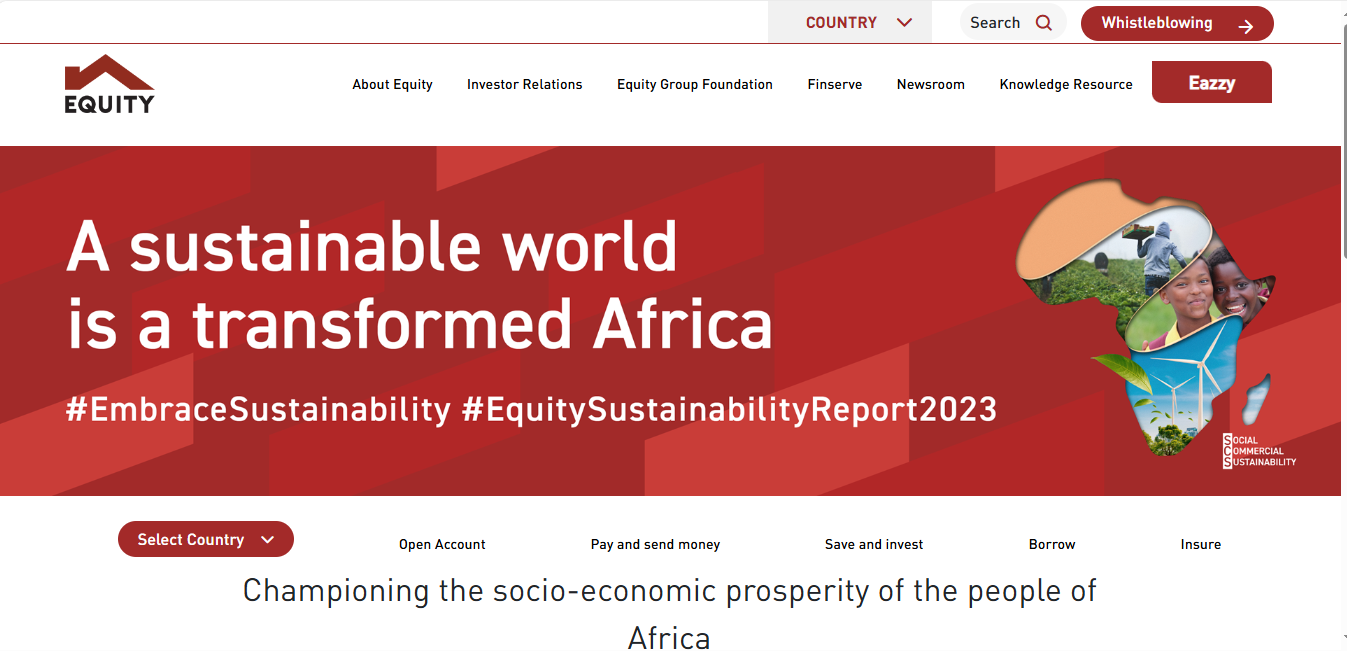 COUNTRY
Search
Whistleblowing
EQUITY
About Equity
Investor Relations
Equity Group Foundation
Finserve
Newsroom
Knowledge Resource
Eazzy
A sustainable world
is a transformed Africa
#EmbraceSustainability #EquitySustainabilityReport2023
SOCIAL
COMMERCIAL
SUSTAINABILITY
Select Country
Open Account
Pay and send money
Save and invest
Borrow
Insure
Championing the socio-economic prosperity of the people of
Africa